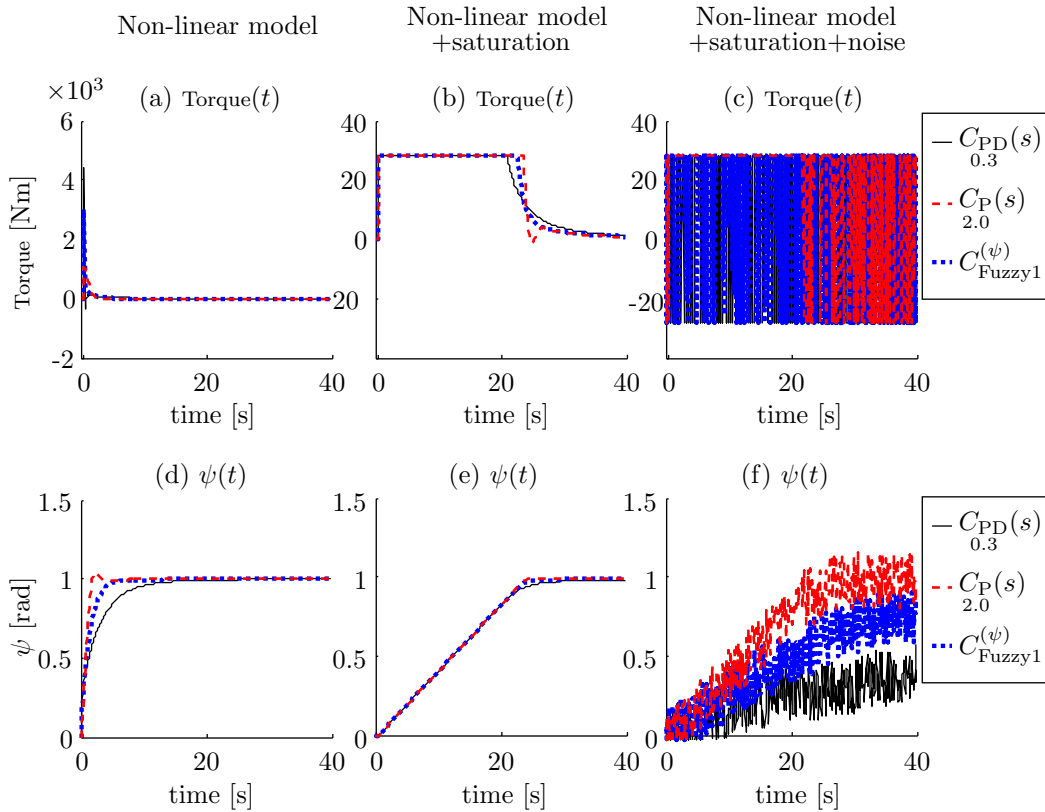 Non-linear model
Non-linear model
+saturation
Non-linear model
+saturation+noise
×10³
(a) Torque(t)
(b) Torque(t)
(c) Torque(t)
Torque [Nm]
6
4
2
0
-2
0 20 40
time [s]
40
20
0
20
0 20 40
time [s]
40
20
0
-20
0 20 40
time [s]
C_PD(s)
0.3
C_P(s)
2.0
C_Fuzzy1^(ψ)
(d) ψ(t)
(e) ψ(t)
(f) ψ(t)
ψ [rad]
1.5
1
0.5
0
0 20 40
time [s]
1.5
1
0.5
0
0 20 40
time [s]
1.5
1
0.5
0
0 20 40
time [s]
C_PD(s)
0.3
C_P(s)
2.0
C_Fuzzy1^(ψ)